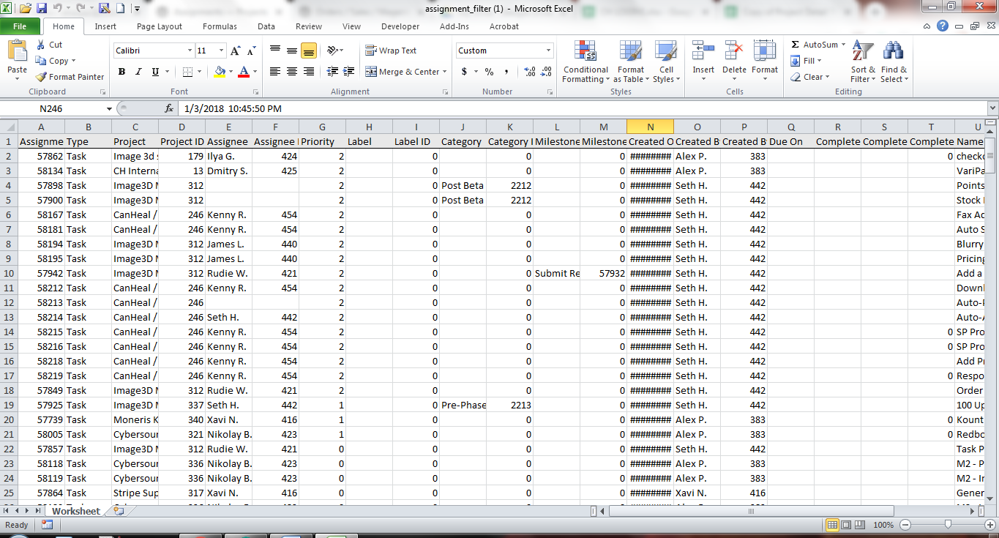 assignment_filter (1) - Microsoft Excel
File Home Insert Page Layout Formulas Data Review View Developer Add-Ins Acrobat
Paste Cut Copy Format Painter Clipboard
Calibri 11 B I U Font
Wrap Text Merge & Center Alignment
Custom $ % , Number
Conditional Formatting Format as Table Cell Styles Styles
Insert Delete Format Cells
Σ AutoSum Fill Clear Sort & Filter Find & Select Editing
N246 fx 1/3/2018 10:45:50 PM
A B C D E F G H I J K L M N O P Q R S T U
1 Assignme Type Project Project ID Assignee Assignee Priority Label Label ID Category Category I Milestone Milestone Created O Created B Created B Due On Complete Complete Complete Name
2 57862 Task Image 3d 179 Ilya G. 424 2 0 0 0 ######## Alex P. 383 0 checko
3 58134 Task CH Interna 13 Dmitry S. 425 2 0 0 0 ######## Alex P. 383 VariPa
4 57898 Task Image3D M 312 2 0 Post Beta 2212 0 ######## Seth H. 442 Points
5 57900 Task Image3D M 312 2 0 Post Beta 2212 0 ######## Seth H. 442 Stock
6 58167 Task CanHeal / 246 Kenny R. 454 2 0 0 0 ######## Seth H. 442 Fax Ac
7 58181 Task CanHeal / 246 Kenny R. 454 2 0 0 0 ######## Seth H. 442 Auto S
8 58194 Task Image3D M 312 James L. 440 2 0 0 0 ######## Seth H. 442 Blurry
9 58195 Task Image3D M 312 James L. 440 2 0 0 0 ######## Seth H. 442 Pricing
10 57942 Task Image3D M 312 Rudie W. 421 2 0 0 Submit Re 57932 ######## Seth H. 442 Add a
11 58212 Task CanHeal / 246 Kenny R. 454 2 0 0 0 ######## Seth H. 442 Downl
12 58213 Task CanHeal / 246 2 0 0 0 ######## Seth H. 442 Auto-
13 58214 Task CanHeal / 246 Seth H. 442 2 0 0 0 ######## Seth H. 442 Auto-A
14 58215 Task CanHeal / 246 Kenny R. 454 2 0 0 0 ######## Seth H. 442 0 SP Pro
15 58216 Task CanHeal / 246 Kenny R. 454 2 0 0 0 ######## Seth H. 442 0 SP Pro
16 58218 Task CanHeal / 246 Kenny R. 454 2 0 0 0 ######## Seth H. 442 Add Pr
17 58219 Task CanHeal / 246 Kenny R. 454 2 0 0 0 ######## Seth H. 442 0 Respo
18 57849 Task Image3D M 312 Rudie W. 421 2 0 0 0 ######## Seth H. 442 Order
19 57925 Task Image3D M 337 Seth H. 442 1 0 Pre-Phase 2213 0 ######## Seth H. 442 100 Up
20 57739 Task Moneris K 340 Xavi N. 416 1 0 0 0 ######## Alex P. 383 0 Kount
21 58005 Task Cybersour 321 Nikolay B. 423 1 0 0 0 ######## Alex P. 383 0 Redbo
22 57857 Task Image3D M 312 Rudie W. 421 0 0 0 0 ######## Seth H. 442 Task P
23 58118 Task Cybersour 336 Nikolay B. 423 0 0 0 0 ######## Alex P. 383 M2 - P
24 58119 Task Cybersour 336 Nikolay B. 423 0 0 0 0 ######## Alex P. 383 M2 - In
25 57864 Task Stripe Sup 317 Xavi N. 416 0 0 0 0 ######## Xavi N. 416 Gener
Worksheet
Ready 100%